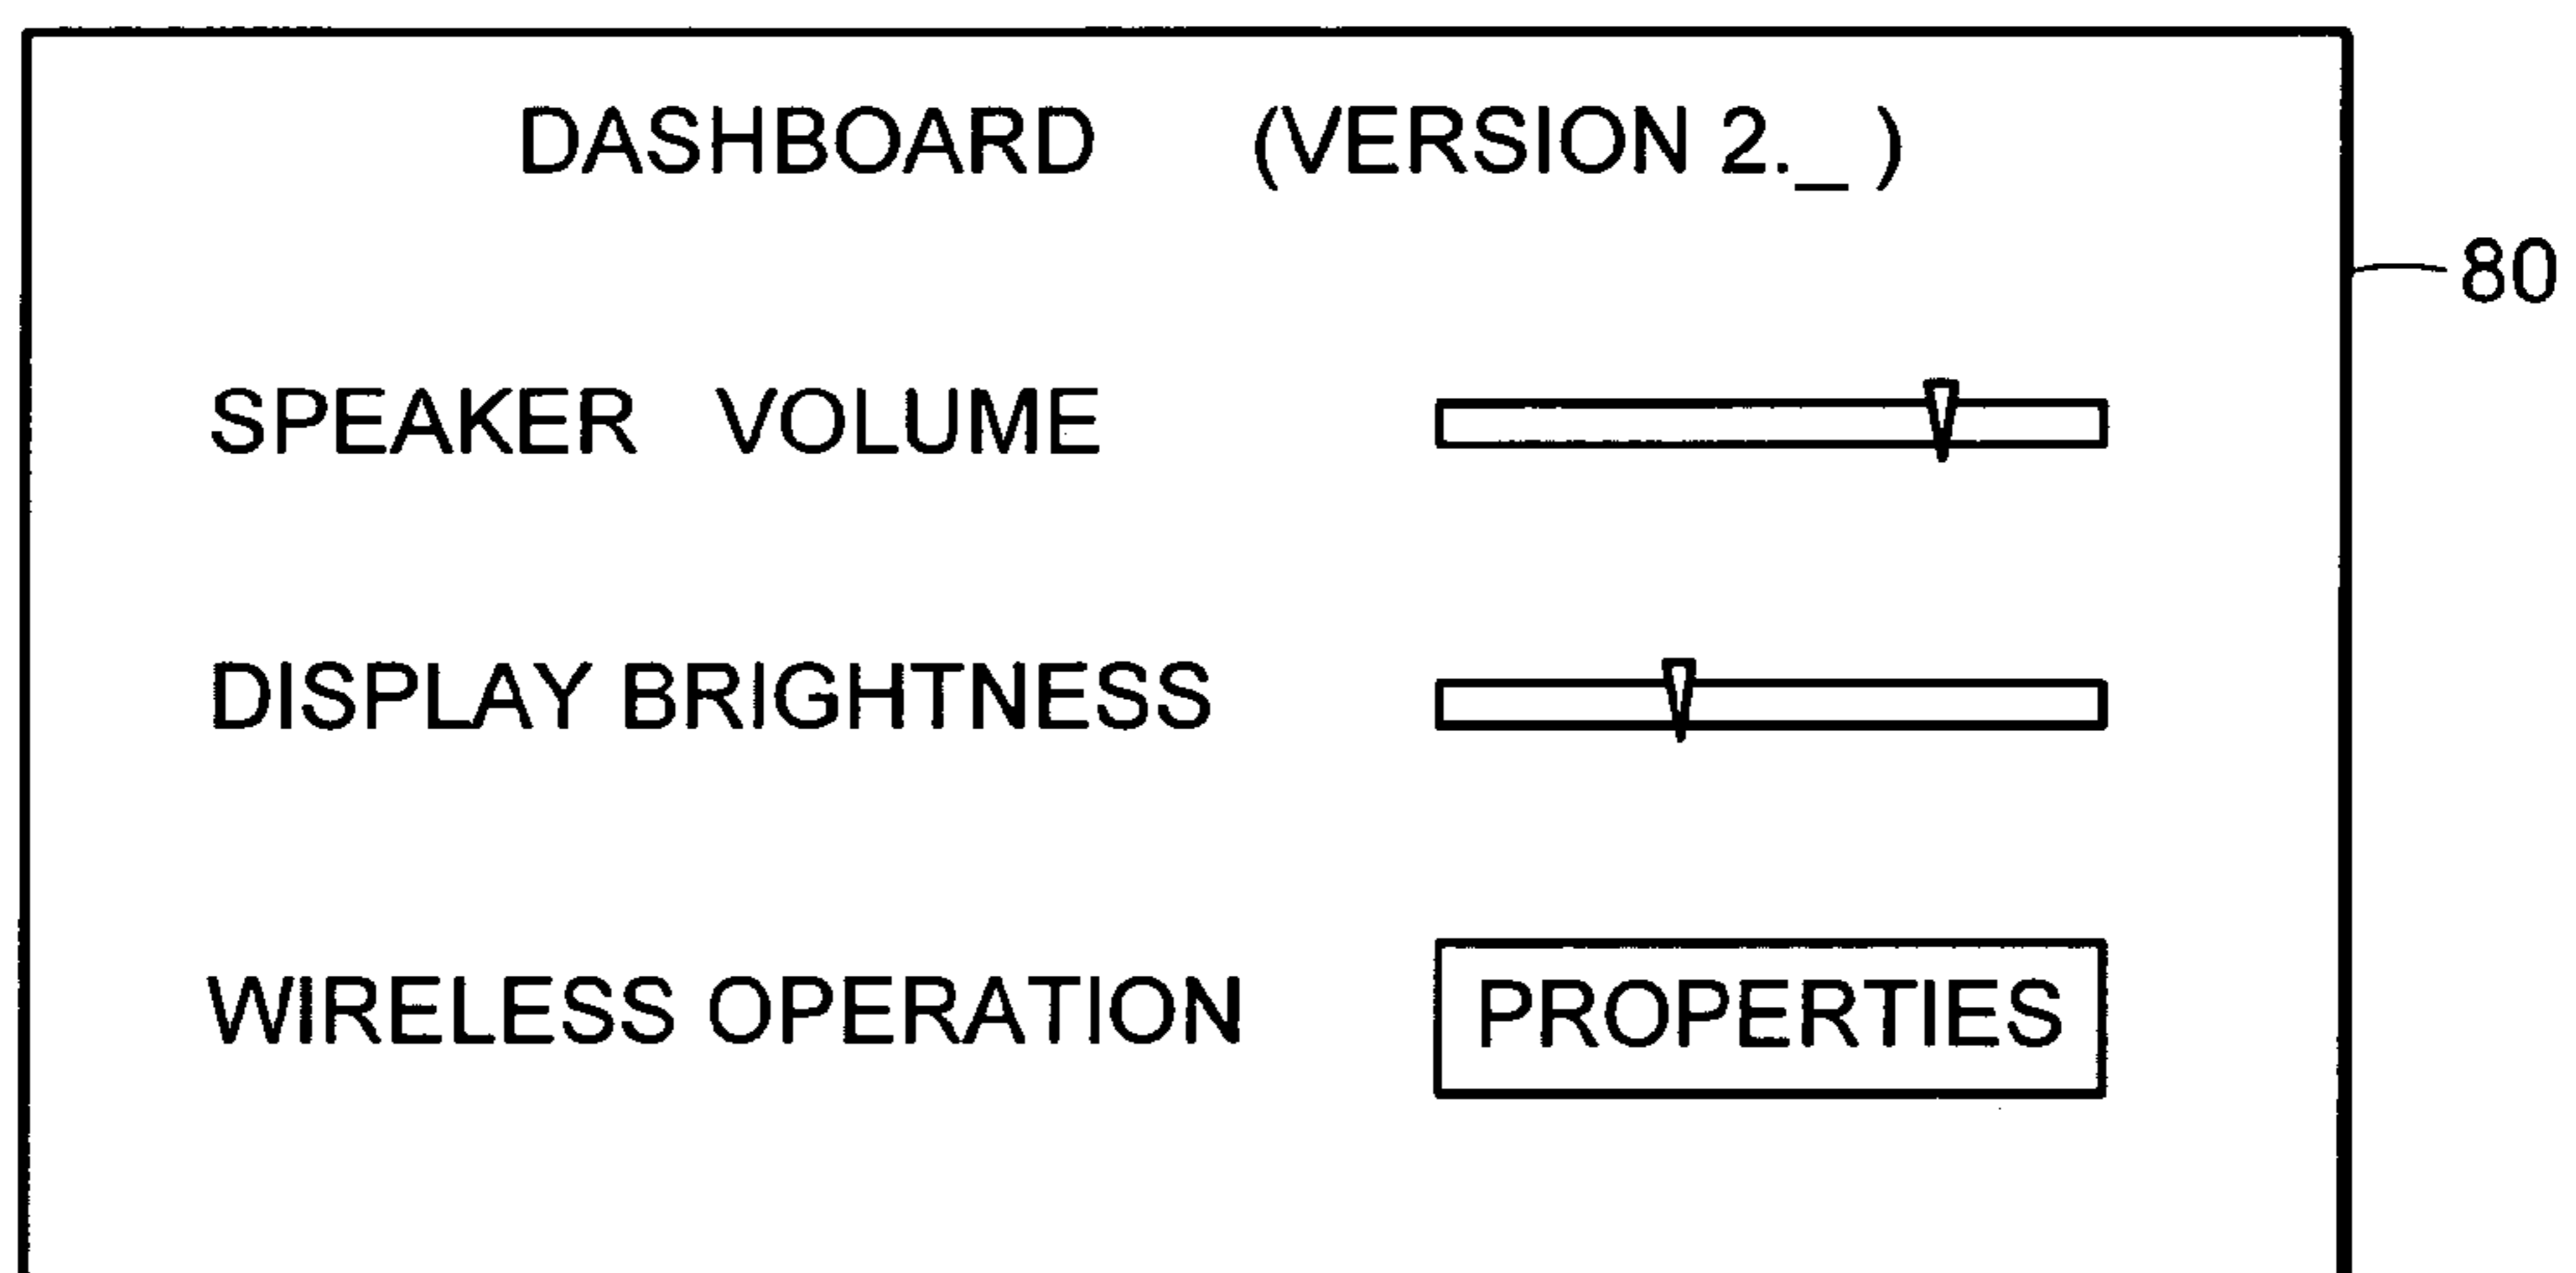 DASHBOARD (VERSION 2._ )
80
SPEAKER VOLUME
DISPLAY BRIGHTNESS
WIRELESS OPERATION PROPERTIES